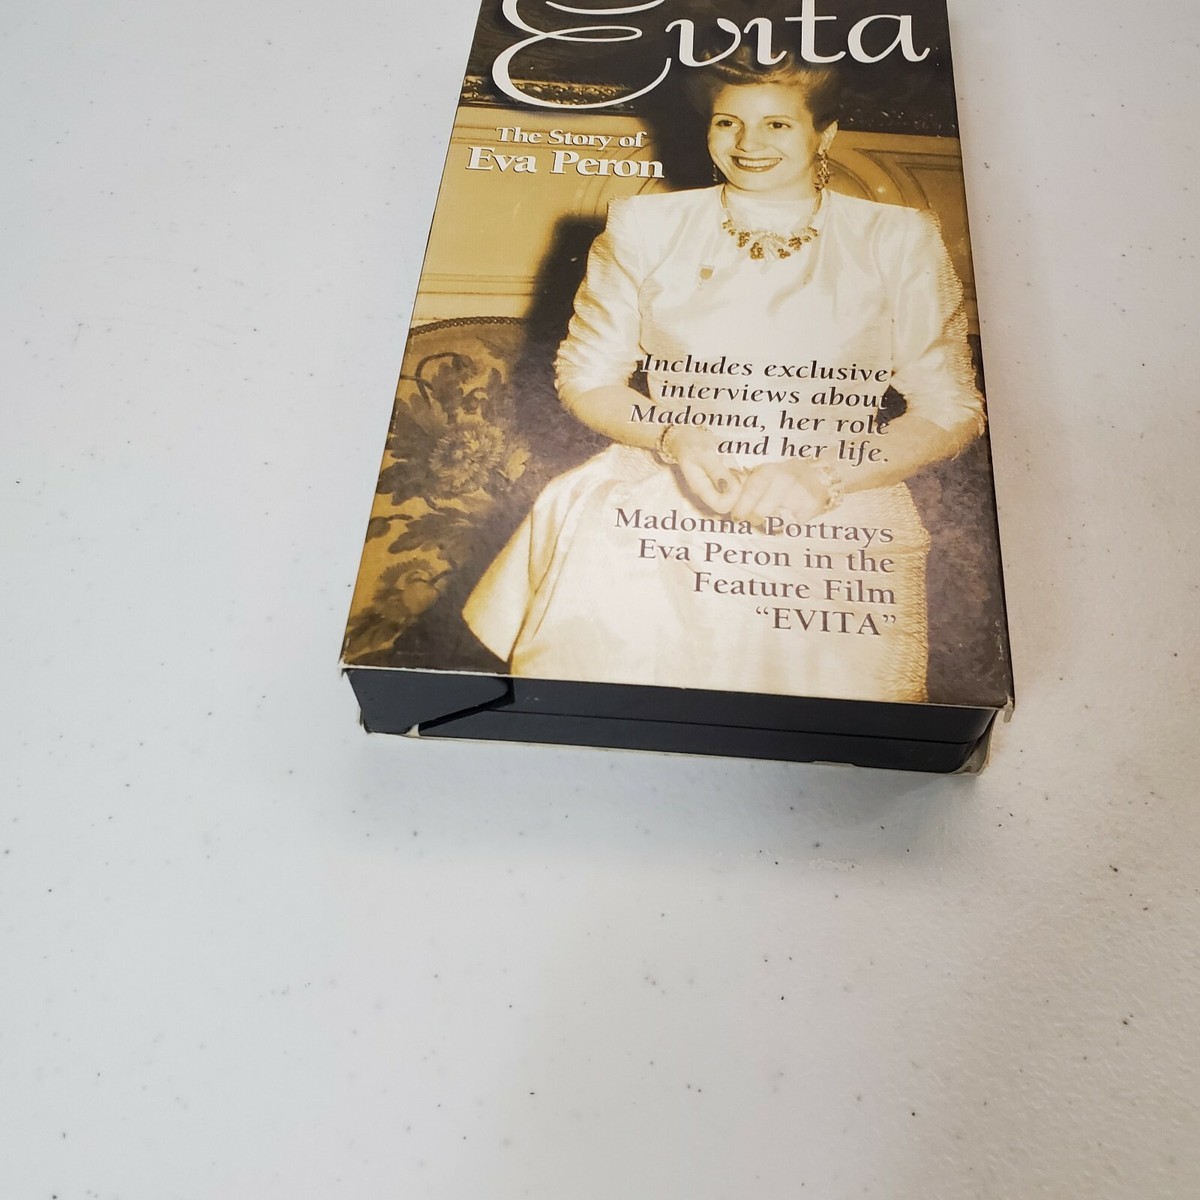 Evita
The Story of
Eva Peron
Includes exclusive
interviews about
Madonna, her role
and her life.
Madonna Portrays
Eva Peron in the
Feature Film
“EVITA”